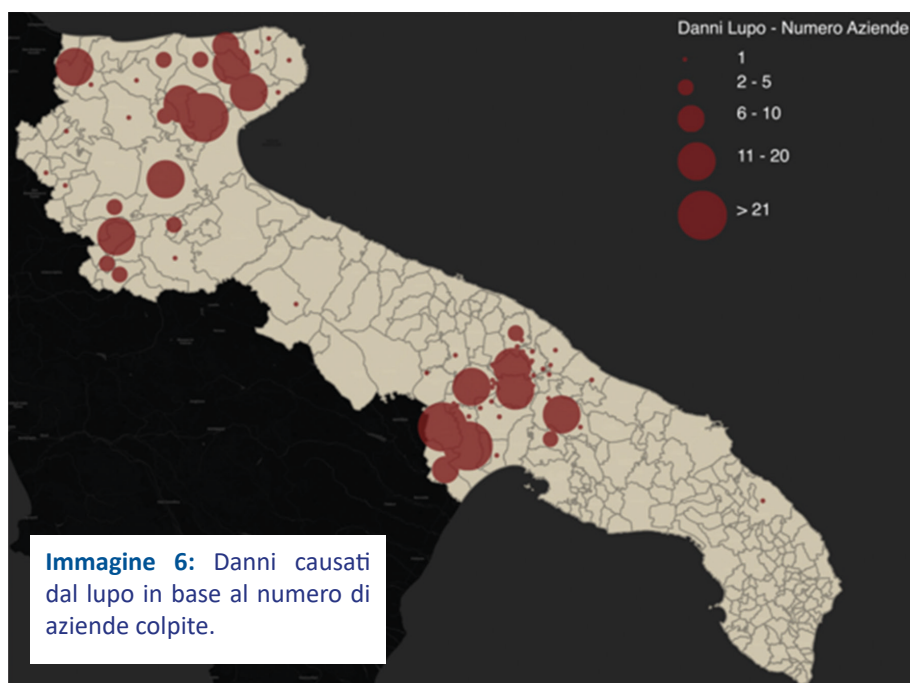 Danni Lupo - Numero Aziende
1
2 - 5
6 - 10
11 - 20
> 21
Immagine 6: Danni causati
dal lupo in base al numero di
aziende colpite.